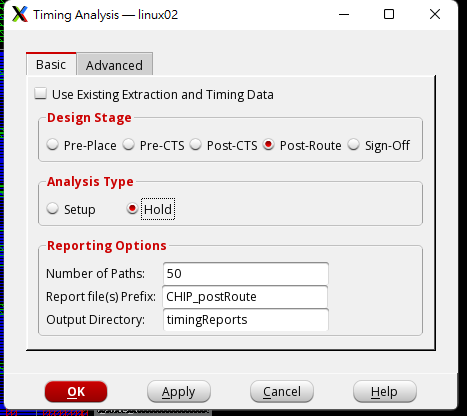 Timing Analysis — linux02
Basic Advanced
Use Existing Extraction and Timing Data
Design Stage
Pre-Place Pre-CTS Post-CTS Post-Route Sign-Off
Analysis Type
Setup Hold
Reporting Options
Number of Paths: 50
Report file(s) Prefix: CHIP_postRoute
Output Directory: timingReports
OK Apply Cancel Help